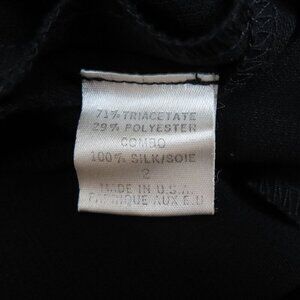 71% TRIACETATE
29% POLYESTER
COMBO
100% SILK/SOIE
2
MADE IN U.S.A.
FABRIQUE AUX E.U